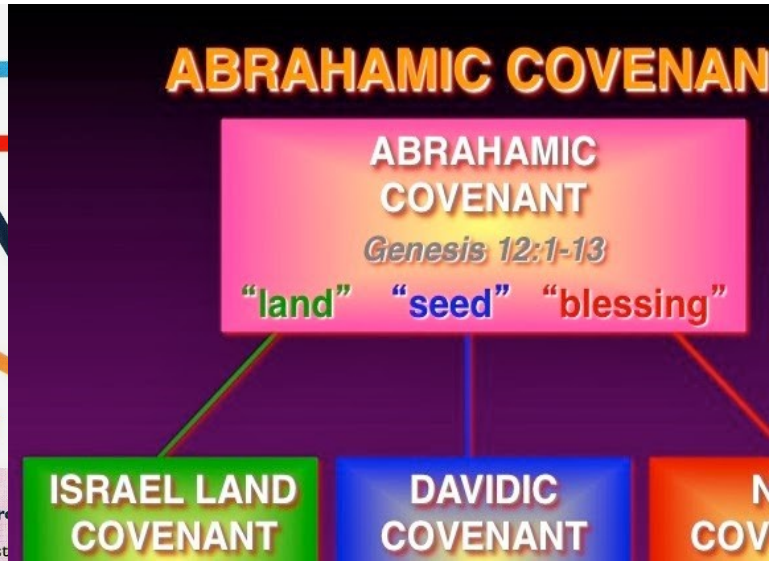 ABRAHAMIC COVENAN
ABRAHAMIC
COVENANT
Genesis 12:1-13
“land” “seed” “blessing”
ISRAEL LAND
COVENANT
DAVIDIC
COVENANT
N
COV